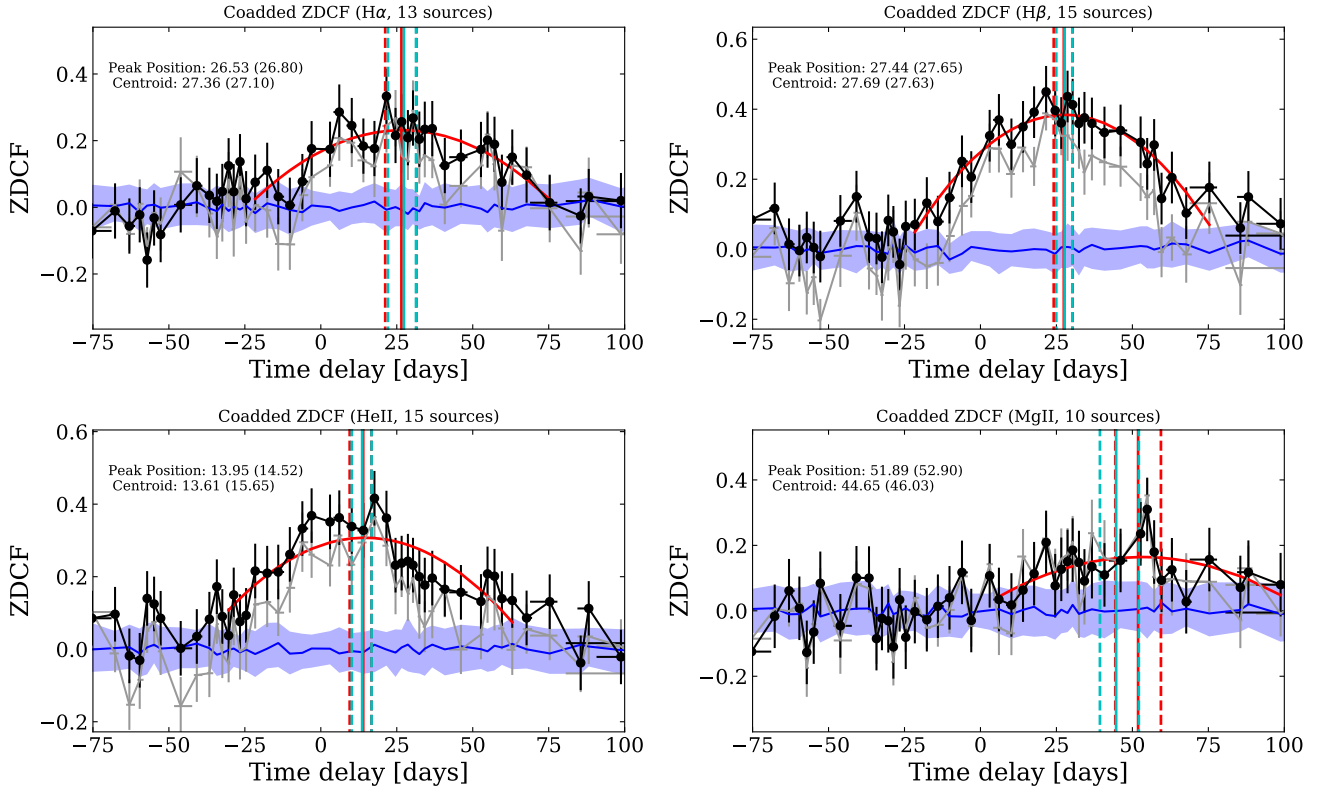 Coadded ZDCF (Hα, 13 sources)
Peak Position: 26.53 (26.80)
Centroid: 27.36 (27.10)
ZDCF
0.4
0.2
0.0
−0.2
−75 −50 −25 0 25 50 75 100
Time delay [days]
Coadded ZDCF (Hβ, 15 sources)
Peak Position: 27.44 (27.65)
Centroid: 27.69 (27.63)
ZDCF
0.6
0.4
0.2
0.0
−0.2
−75 −50 −25 0 25 50 75 100
Time delay [days]
Coadded ZDCF (HeII, 15 sources)
Peak Position: 13.95 (14.52)
Centroid: 13.61 (15.65)
ZDCF
0.6
0.4
0.2
0.0
−0.2
−75 −50 −25 0 25 50 75 100
Time delay [days]
Coadded ZDCF (MgII, 10 sources)
Peak Position: 51.89 (52.90)
Centroid: 44.65 (46.03)
ZDCF
0.4
0.2
0.0
−0.2
−75 −50 −25 0 25 50 75 100
Time delay [days]